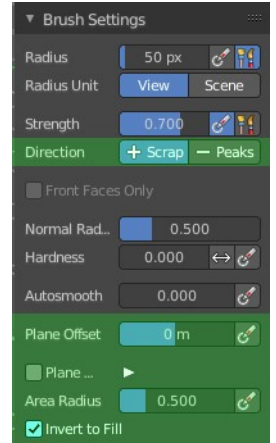 Brush Settings
Radius 50 px
Radius Unit View Scene
Strength 0.700
Direction + Scrap − Peaks
Front Faces Only
Normal Rad... 0.500
Hardness 0.000
Autosmooth 0.000
Plane Offset 0 m
Plane ...
Area Radius 0.500
Invert to Fill